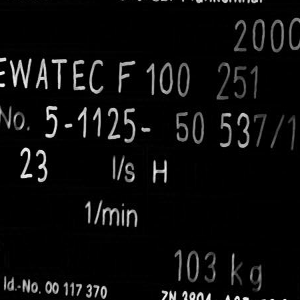 2000
EWATEC F 100 251
No. 5-1125- 50 537/1
23 l/s H
1/min
103 kg
Id.-No. 00 117 370